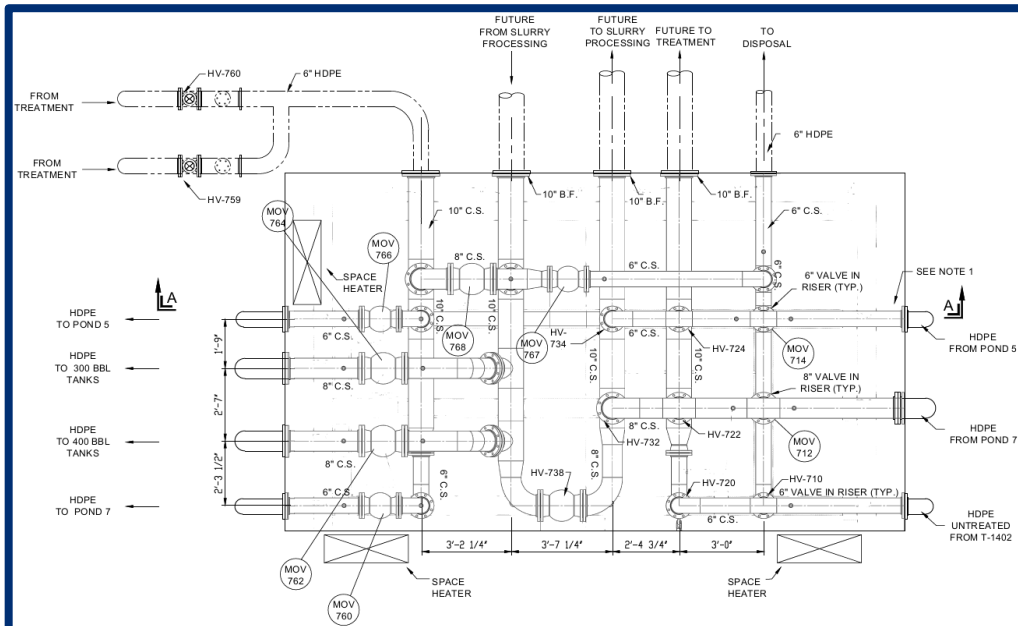 FUTURE
FROM SLURRY
FROCESSING
FUTURE
TO SLURRY
PROCESSING
FUTURE TO
TREATMENT
TO
DISPOSAL
HV-760
6" HDPE
FROM
TREATMENT
6" HDPE
FROM
TREATMENT
HV-759
10" B.F.
10" B.F.
10" B.F.
MOV
764
10" C.S.
6" C.S.
MOV
766
8" C.S.
6" C.S.
6" C.S.
6" VALVE IN
RISER (TYP.)
SEE NOTE 1
SPACE
HEATER
A
A
10" C.S.
10" C.S.
HDPE
TO POND 5
6" C.S.
MOV
768
MOV
767
HV-
734
6" C.S.
HV-724
MOV
714
HDPE
FROM POND 5
1'-9"
10" C.S.
10" C.S.
HDPE
TO 300 BBL
TANKS
8" C.S.
8" VALVE IN
RISER (TYP.)
2'-7"
8" C.S.
HV-732
HV-722
MOV
712
HDPE
FROM POND 7
HDPE
TO 400 BBL
TANKS
8" C.S.
6" C.S.
HV-738
8" C.S.
HV-720
HV-710
2'-3 1/2"
6" C.S.
6" VALVE IN RISER (TYP.)
HDPE
TO POND 7
6" C.S.
HDPE
UNTREATED
FROM T-1402
3'-2 1/4"
3'-7 1/4"
2'-4 3/4"
3'-0"
MOV
762
SPACE
HEATER
SPACE
HEATER
MOV
760